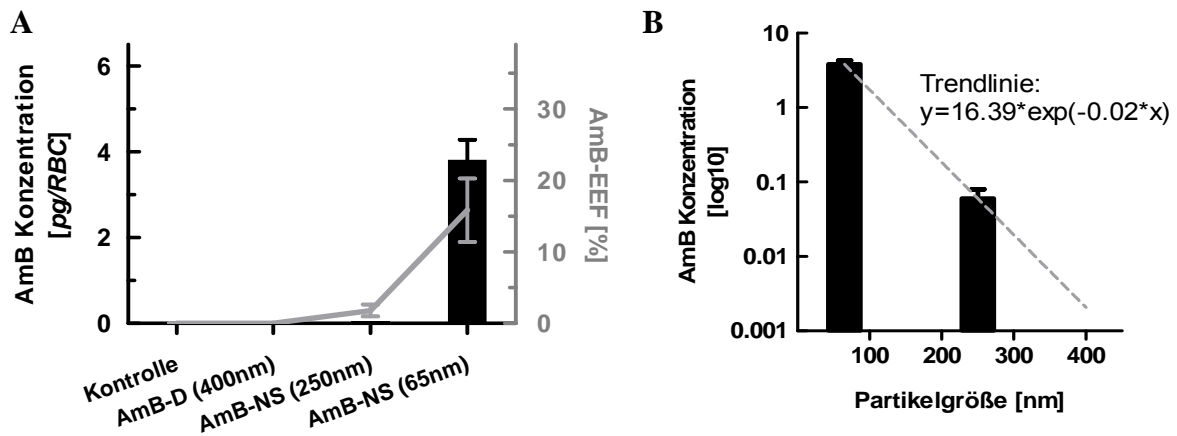 A
AmB Konzentration
[pg/RBC]
6
4
2
0
30
20
10
0
AmB-EEF [%]
Kontrolle
AmB-D (400nm)
AmB-NS (250nm)
AmB-NS (65nm)
B
AmB Konzentration
[log10]
10
1
0.1
0.01
0.001
Trendlinie:
y=16.39*exp(-0.02*x)
100 200 300 400
Partikelgröße [nm]